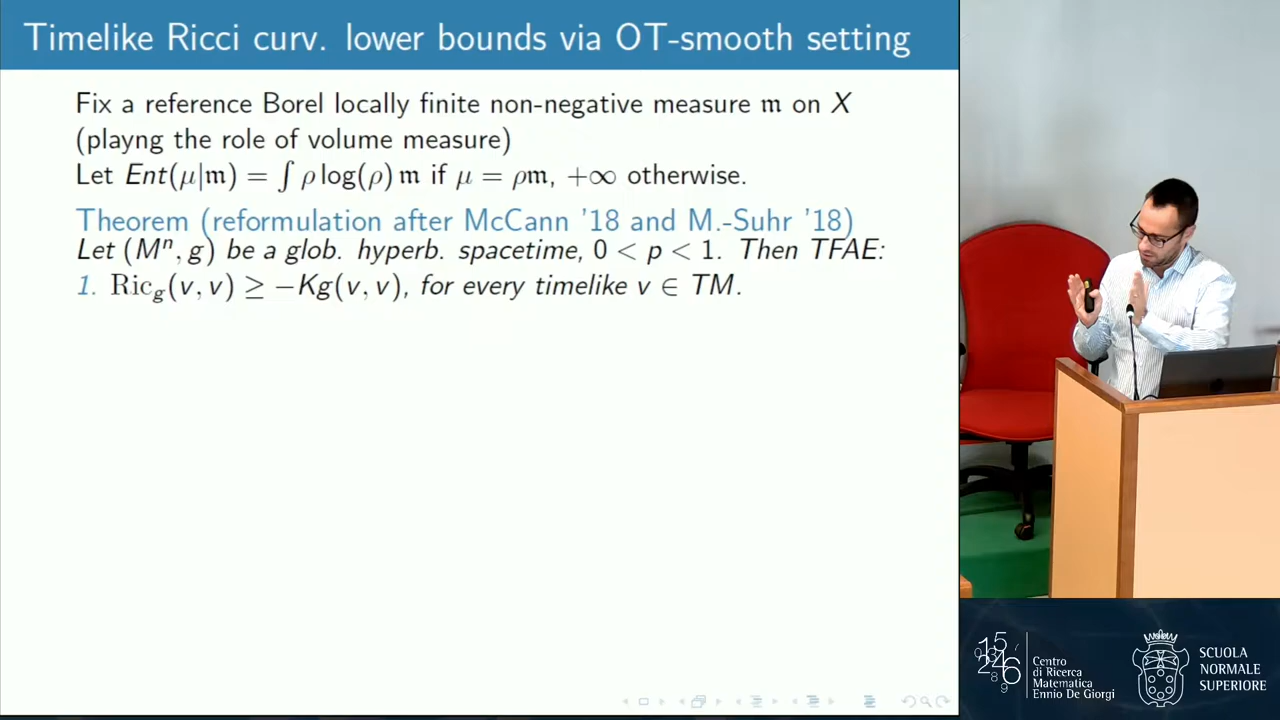 Timelike Ricci curv. lower bounds via OT-smooth setting
Fix a reference Borel locally finite non-negative measure 𝔪 on X
(playng the role of volume measure)
Let Ent(μ|𝔪) = ∫ ρ log(ρ) 𝔪 if μ = ρ𝔪, +∞ otherwise.
Theorem (reformulation after McCann '18 and M.-Suhr '18)
Let (Mⁿ, g) be a glob. hyperb. spacetime, 0 < p < 1. Then TFAE:
1. Ric_g(v, v) ≥ −Kg(v, v), for every timelike v ∈ TM.
Centro
di Ricerca
Matematica
Ennio De Giorgi
SCUOLA
NORMALE
SUPERIORE